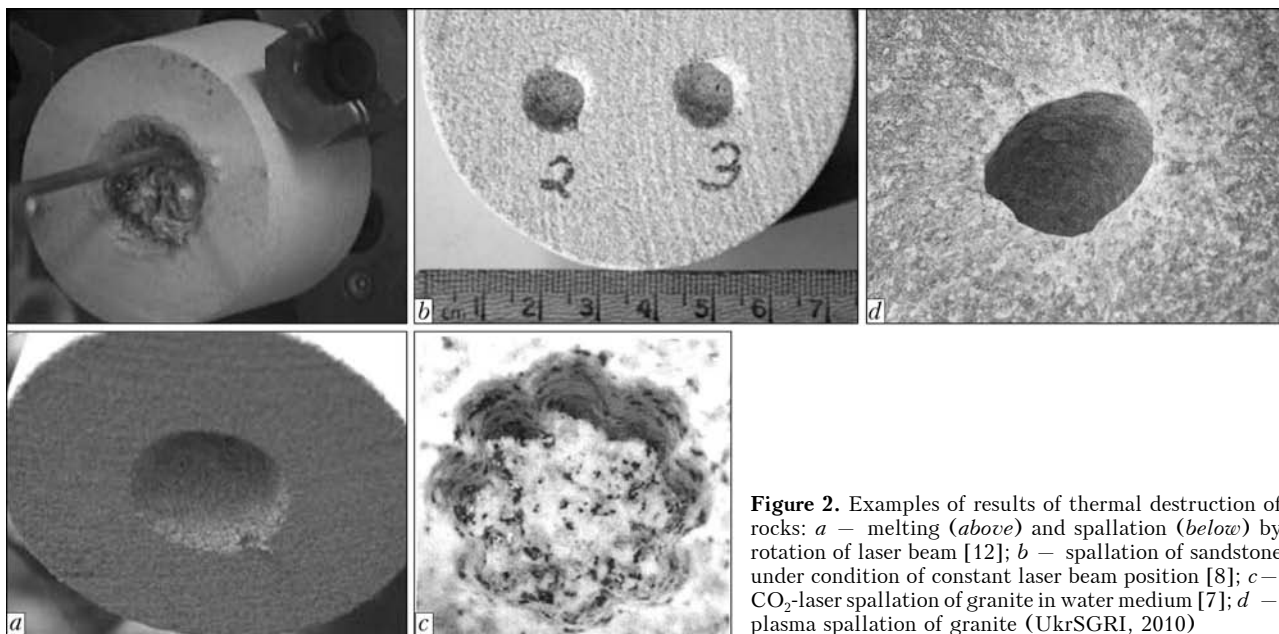 b
2
3
cm 1 2 3 4 5 6 7
d
a
c
Figure 2. Examples of results of thermal destruction of
rocks: a — melting (above) and spallation (below) by
rotation of laser beam [12]; b — spallation of sandstone
under condition of constant laser beam position [8]; c —
CO₂-laser spallation of granite in water medium [7]; d —
plasma spallation of granite (UkrSGRI, 2010)